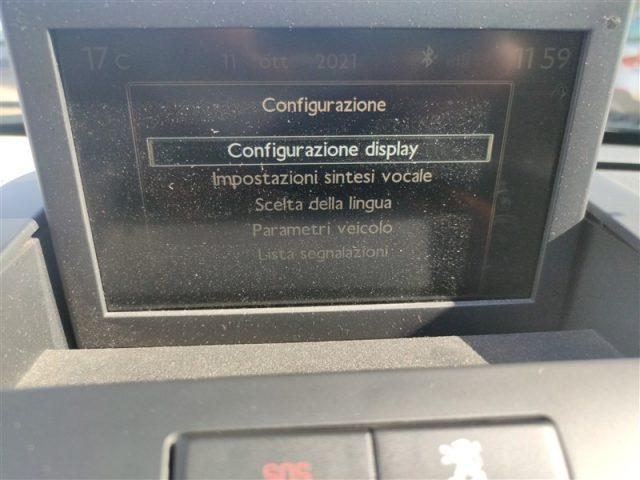 17 C 11 ott 2021 11 59
Configurazione
Configurazione display
Impostazioni sintesi vocale
Scelta della lingua
Parametri veicolo
Lista segnalazioni
SOS